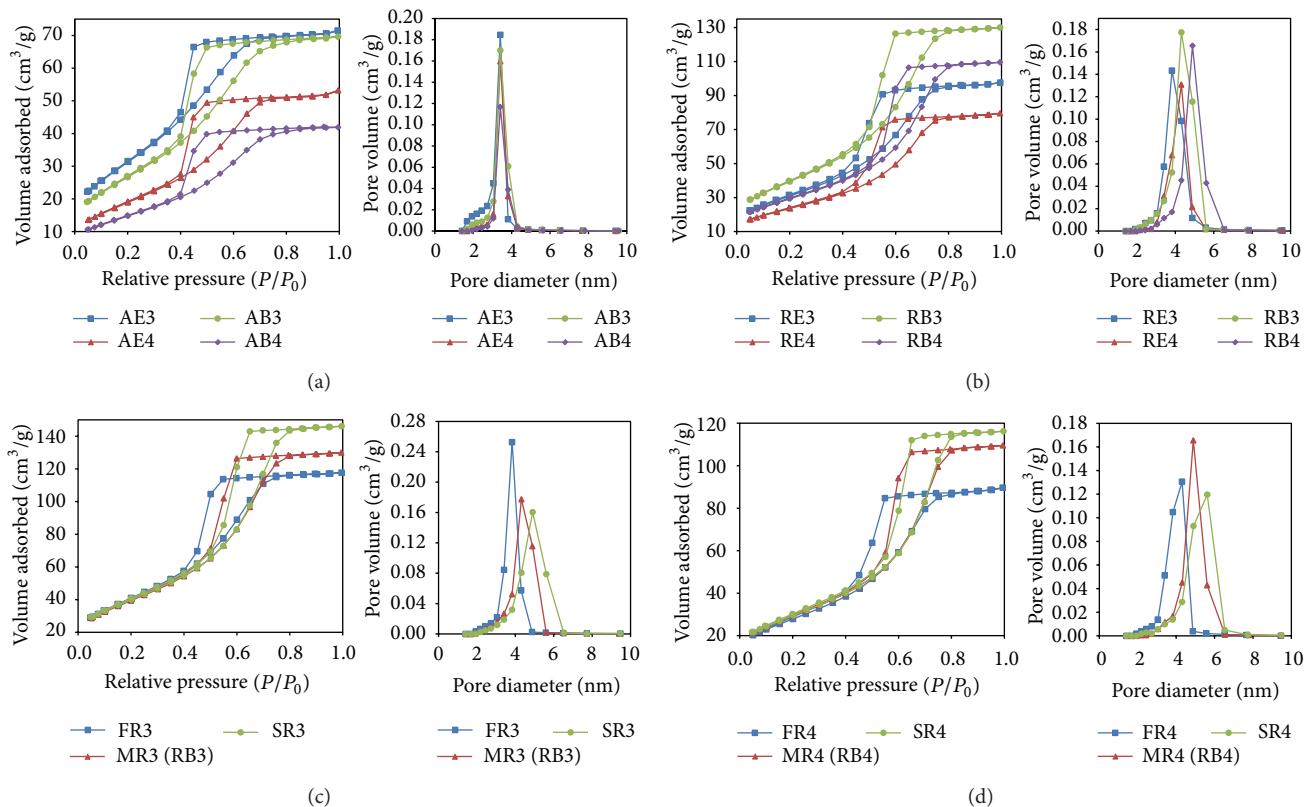 Volume adsorbed (cm³/g)
70
60
50
40
30
20
10
0.0 0.2 0.4 0.6 0.8 1.0
Relative pressure (P/P₀)
Pore volume (cm³/g)
0.20
0.16
0.12
0.08
0.04
0.00
0 2 4 6 8 10
Pore diameter (nm)
AE3 AB3
AE4 AB4
AE3 AB3
AE4 AB4
(a)
Volume adsorbed (cm³/g)
130
110
90
70
50
30
10
0.0 0.2 0.4 0.6 0.8 1.0
Relative pressure (P/P₀)
Pore volume (cm³/g)
0.18
0.16
0.14
0.12
0.10
0.08
0.06
0.04
0.02
0.00
0 2 4 6 8 10
Pore diameter (nm)
RE3 RB3
RE4 RB4
RE3 RB3
RE4 RB4
(b)
Volume adsorbed (cm³/g)
140
120
100
80
60
40
20
0.0 0.2 0.4 0.6 0.8 1.0
Relative pressure (P/P₀)
Pore volume (cm³/g)
0.28
0.24
0.20
0.16
0.12
0.08
0.04
0.00
0 2 4 6 8 10
Pore diameter (nm)
FR3 SR3
MR3 (RB3)
FR3 SR3
MR3 (RB3)
(c)
Volume adsorbed (cm³/g)
120
100
80
60
40
20
0.0 0.2 0.4 0.6 0.8 1.0
Relative pressure (P/P₀)
Pore volume (cm³/g)
0.18
0.16
0.14
0.12
0.10
0.08
0.06
0.04
0.02
0.00
0 2 4 6 8 10
Pore diameter (nm)
FR4 SR4
MR4 (RB4)
FR4 SR4
MR4 (RB4)
(d)